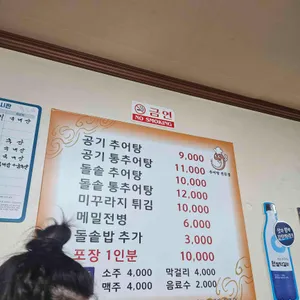 금연
NO SMOKING
공기 추어탕 9,000
공기 통추어탕 11,000
돌솥 추어탕 10,000
돌솥 통추어탕 12,000
미꾸라지 튀김 10,000
메밀전병 6,000
돌솥밥 추가 3,000
포장 1인분 10,000
소주 4,000 막걸리 4,000
맥주 4,000 음료수 2,000